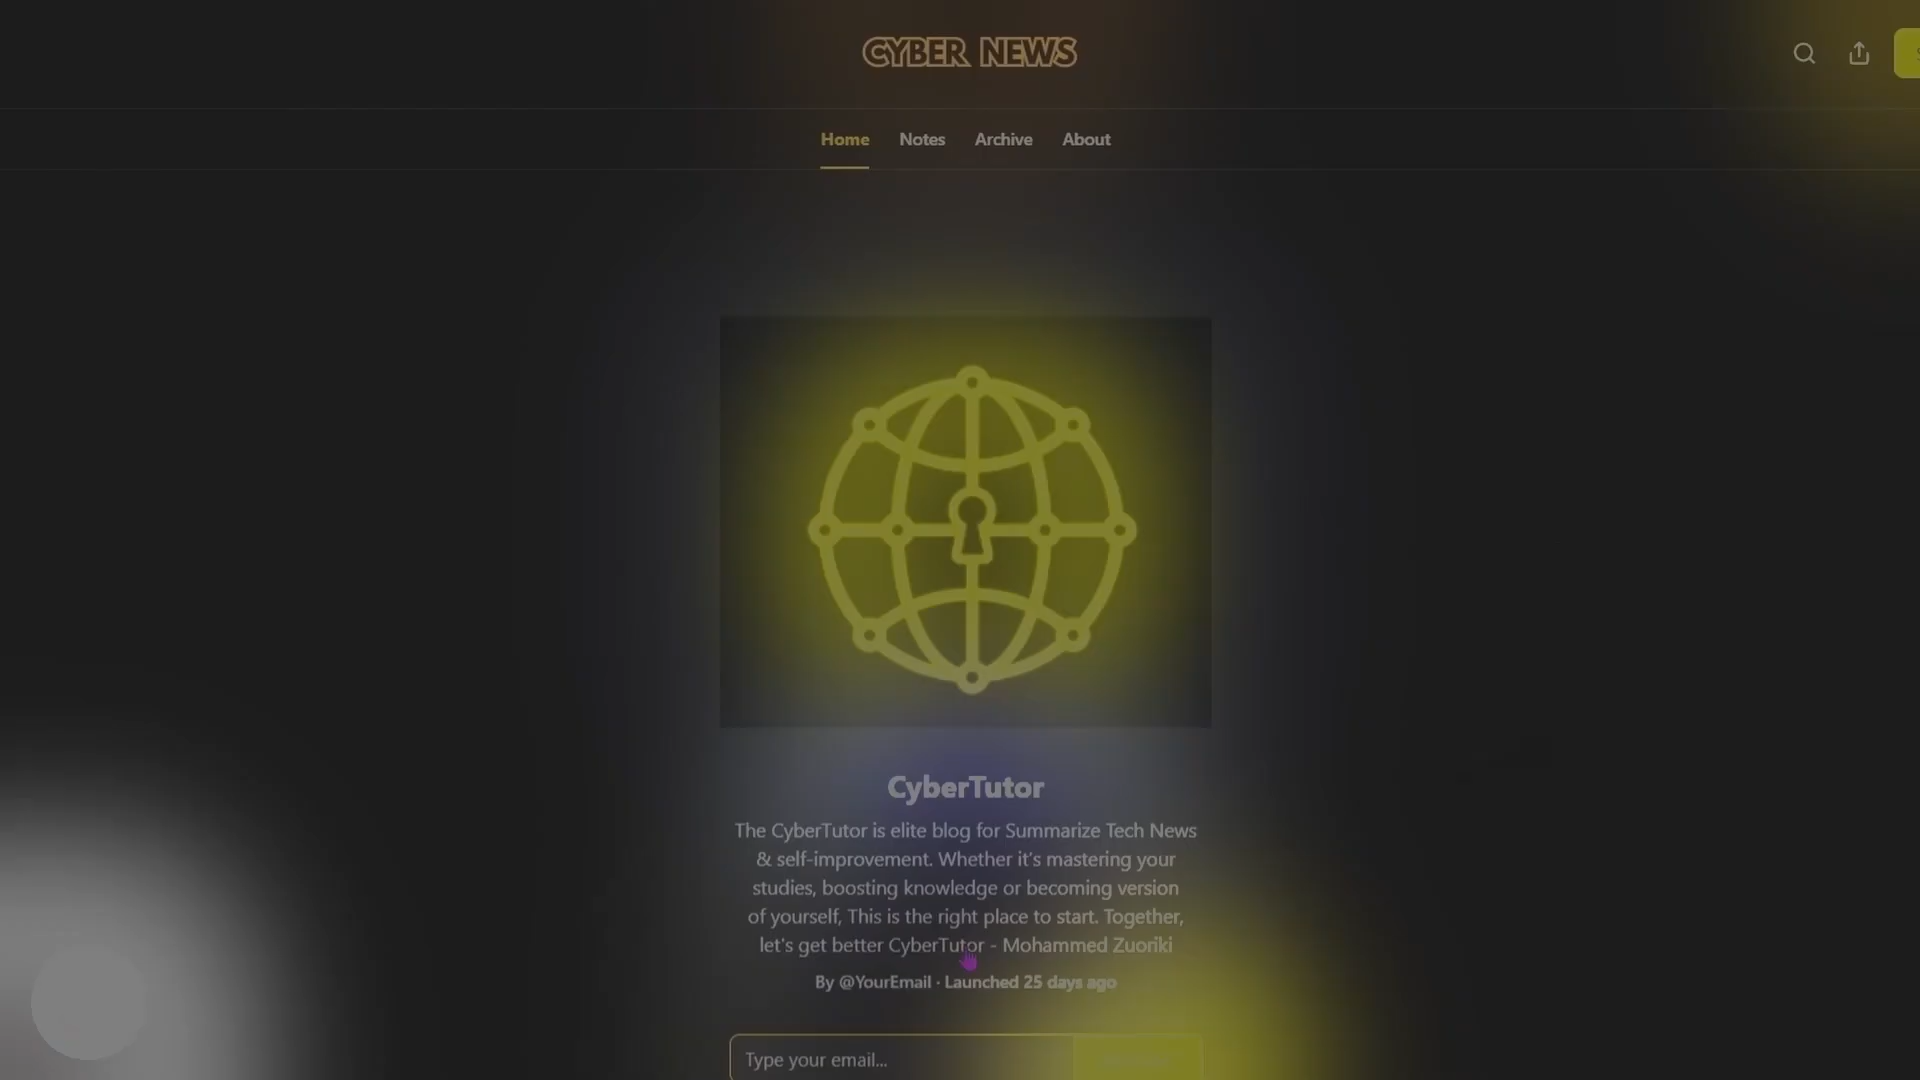 CYBER NEWS
Home Notes Archive About
CyberTutor
The CyberTutor is elite blog for Summarize Tech News
& self-improvement. Whether it's mastering your
studies, boosting knowledge or becoming version
of yourself, This is the right place to start. Together,
let's get better CyberTutor - Mohammed Zuoriki
By @YourEmail · Launched 25 days ago
Type your email...